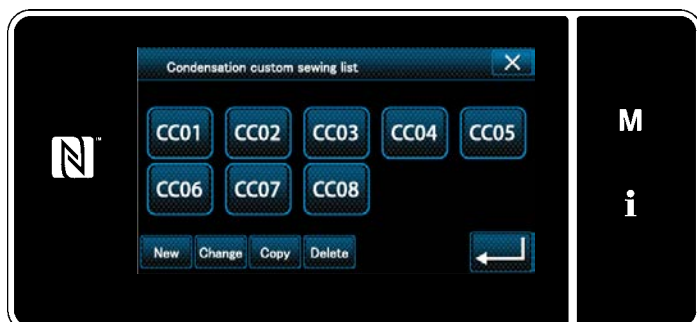 Condensation custom sewing list
CC01 CC02 CC03 CC04 CC05
M
CC06 CC07 CC08
i
New Change Copy Delete